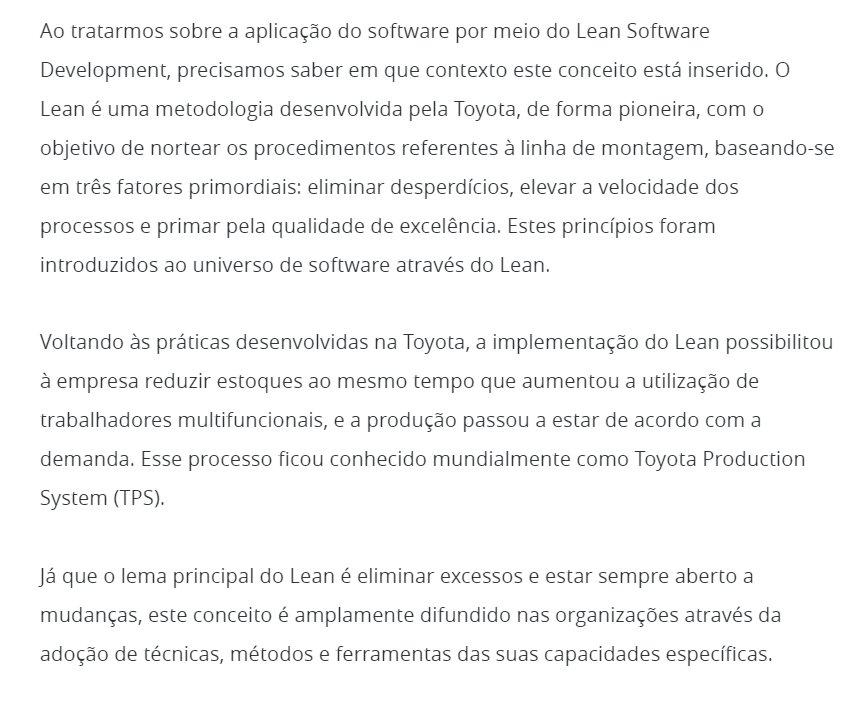 Ao tratarmos sobre a aplicação do software por meio do Lean Software
Development, precisamos saber em que contexto este conceito está inserido. O
Lean é uma metodologia desenvolvida pela Toyota, de forma pioneira, com o
objetivo de nortear os procedimentos referentes à linha de montagem, baseando-se
em três fatores primordiais: eliminar desperdícios, elevar a velocidade dos
processos e primar pela qualidade de excelência. Estes princípios foram
introduzidos ao universo de software através do Lean.
Voltando às práticas desenvolvidas na Toyota, a implementação do Lean possibilitou
à empresa reduzir estoques ao mesmo tempo que aumentou a utilização de
trabalhadores multifuncionais, e a produção passou a estar de acordo com a
demanda. Esse processo ficou conhecido mundialmente como Toyota Production
System (TPS).
Já que o lema principal do Lean é eliminar excessos e estar sempre aberto a
mudanças, este conceito é amplamente difundido nas organizações através da
adoção de técnicas, métodos e ferramentas das suas capacidades específicas.